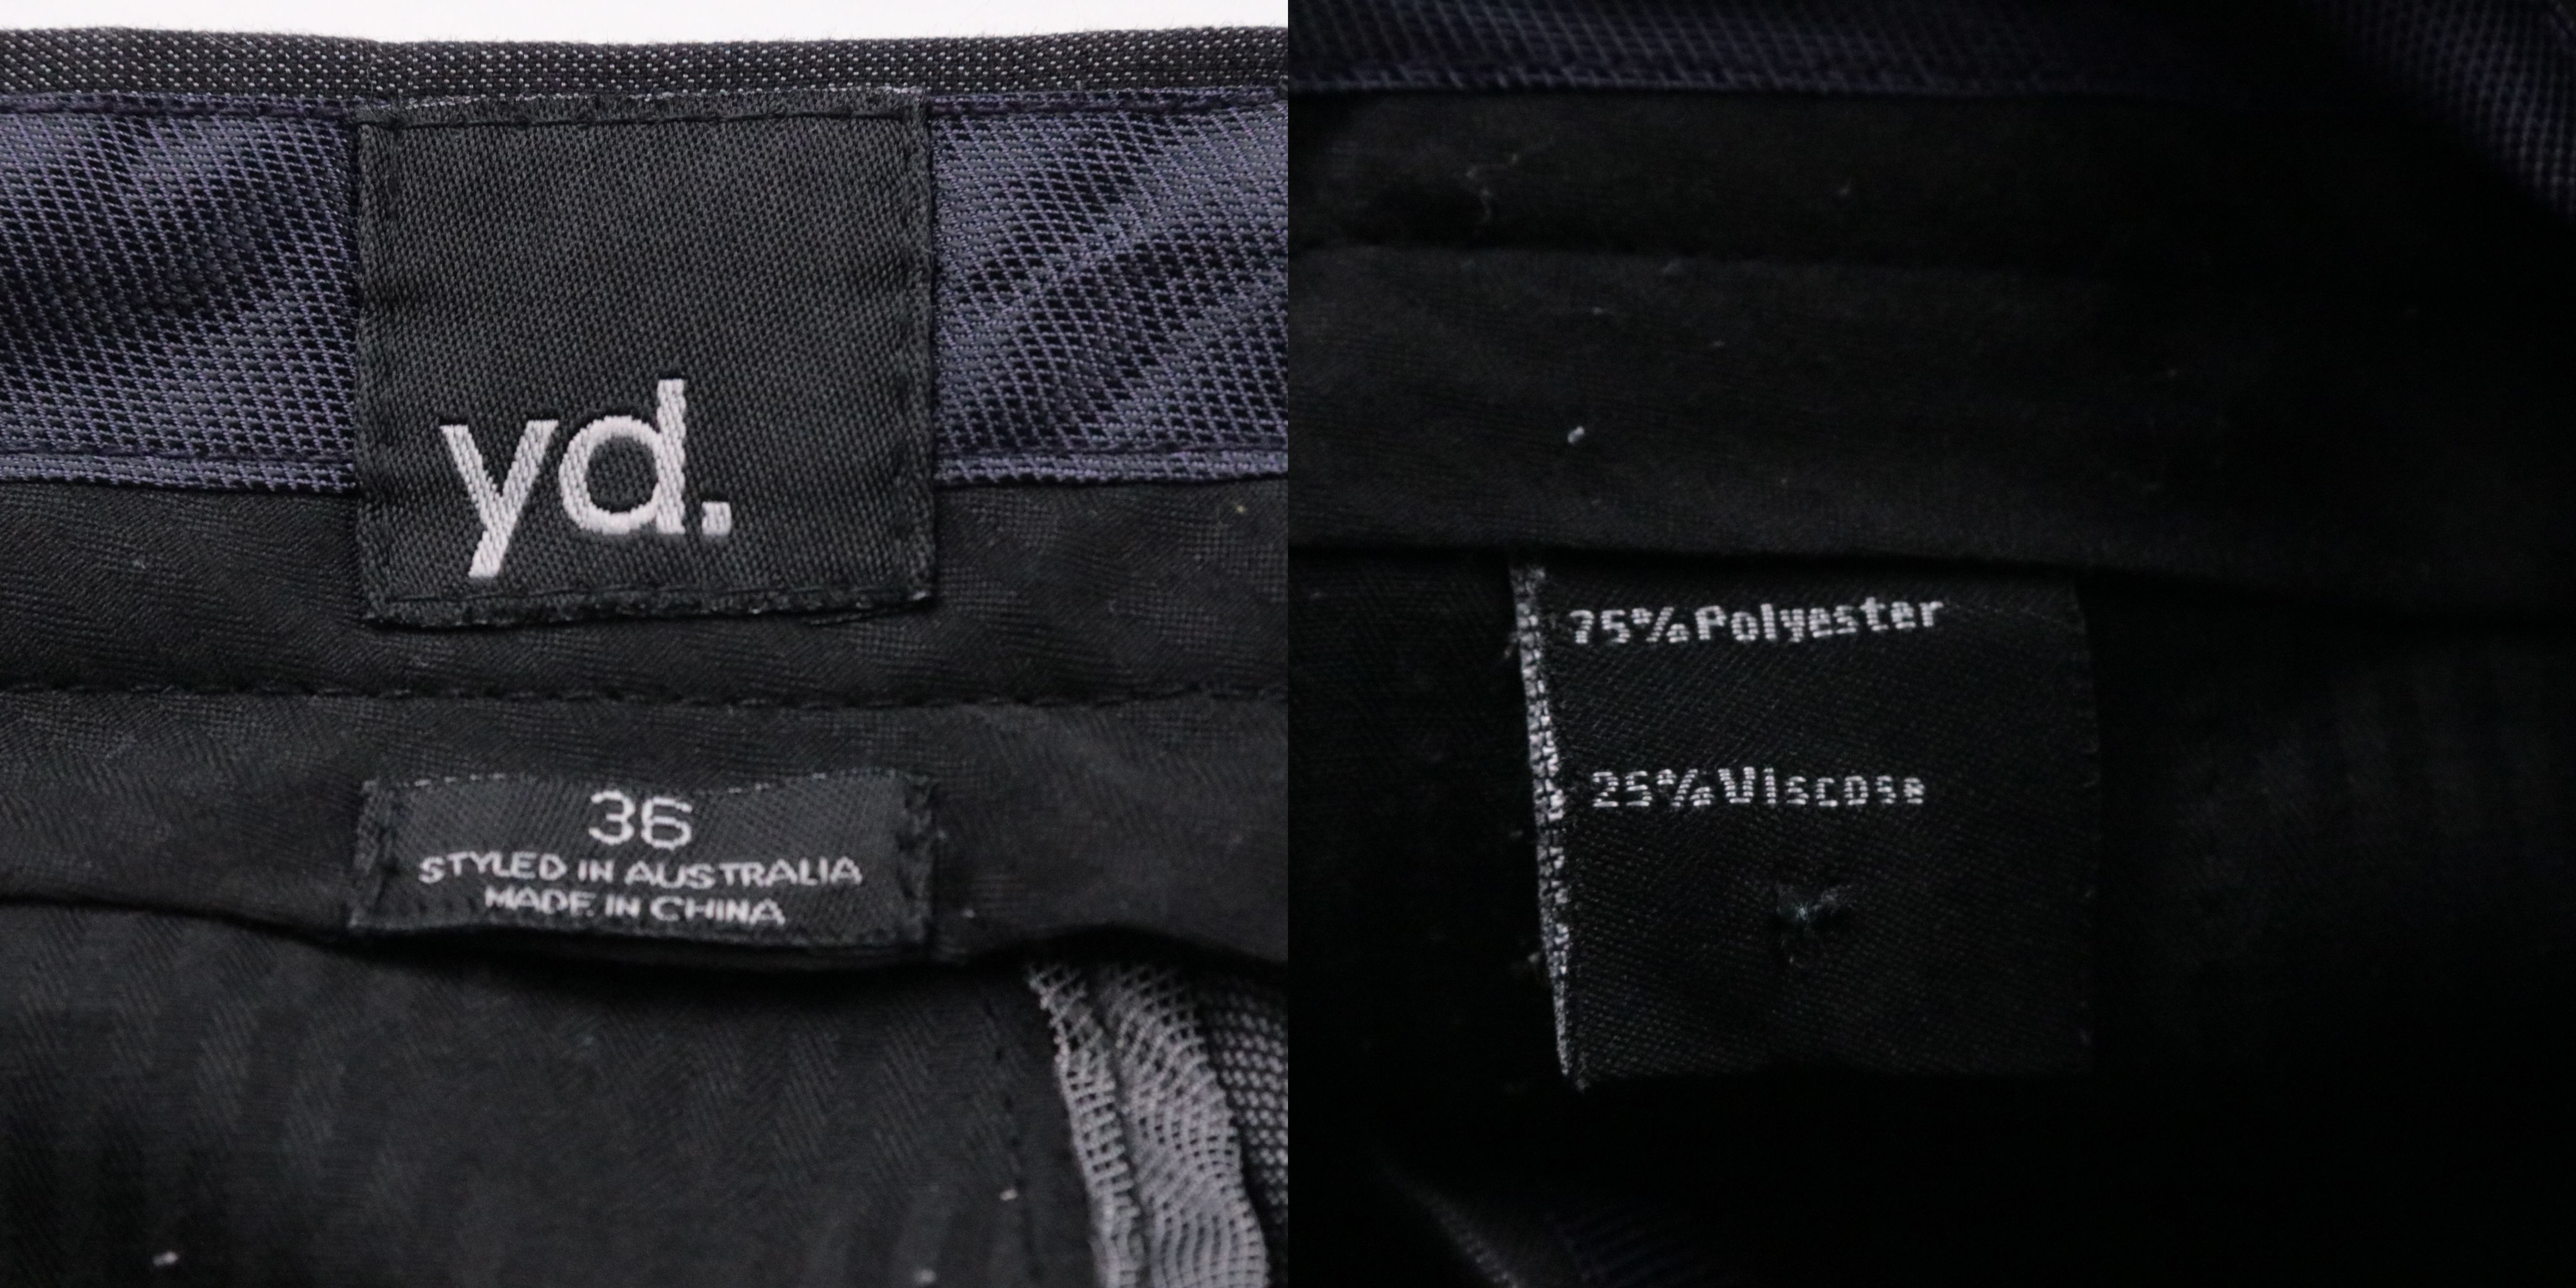 yd.
36
STYLED IN AUSTRALIA
MADE IN CHINA
75%Polyester
25%Viscose